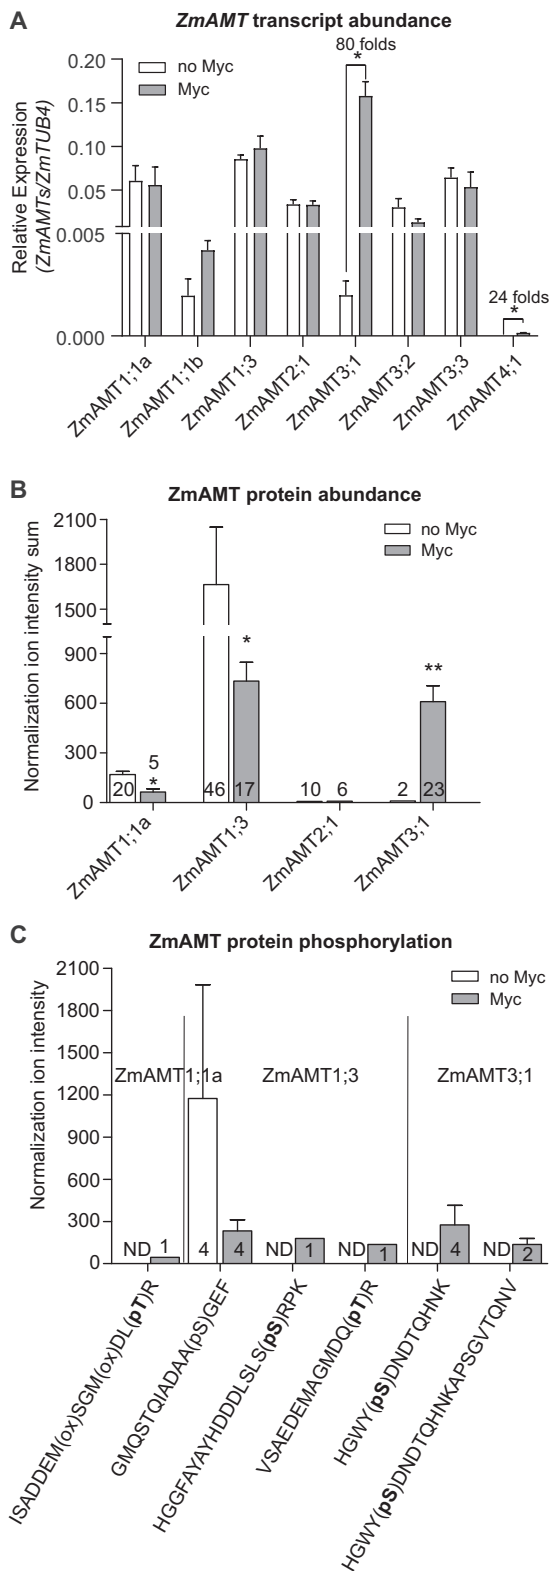 A
ZmAMT transcript abundance
80 folds
*
no Myc
Myc
0.20
0.15
0.10
0.05
0.005
0.000
Relative Expression
(ZmAMTs/ZmTUB4)
24 folds
*
ZmAMT1;1a
ZmAMT1;1b
ZmAMT1;3
ZmAMT2;1
ZmAMT3;1
ZmAMT3;2
ZmAMT3;3
ZmAMT4;1
B
ZmAMT protein abundance
no Myc
Myc
2100
1800
1500
900
600
300
0
Normalization ion intensity sum
* **
5
*
20 46 17 10 6 2 23
ZmAMT1;1a
ZmAMT1;3
ZmAMT2;1
ZmAMT3;1
C
ZmAMT protein phosphorylation
no Myc
Myc
2100
1800
1500
1200
900
600
300
0
Normalization ion intensity
ZmAMT1;1a ZmAMT1;3 ZmAMT3;1
ND 1 4 4 ND 1 ND 1 ND 4 ND 2
ISADDEM(ox)SGM(ox)DL(pT)R
GMQSTQIADAA(pS)GEF
HGGFAYAYHDDDLSLS(pS)RPK
VSAEDEMAGMDQ(pT)R
HGWY(pS)DNDTQHNK
HGWY(pS)DNDTQHNKAPSGVTQNV